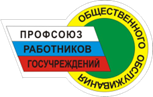 ПРОФСОЮЗ
РАБОТНИКОВ
ГОСУЧРЕЖДЕНИЙ
ОБЩЕСТВЕННОГО ОБСЛУЖИВАНИЯ